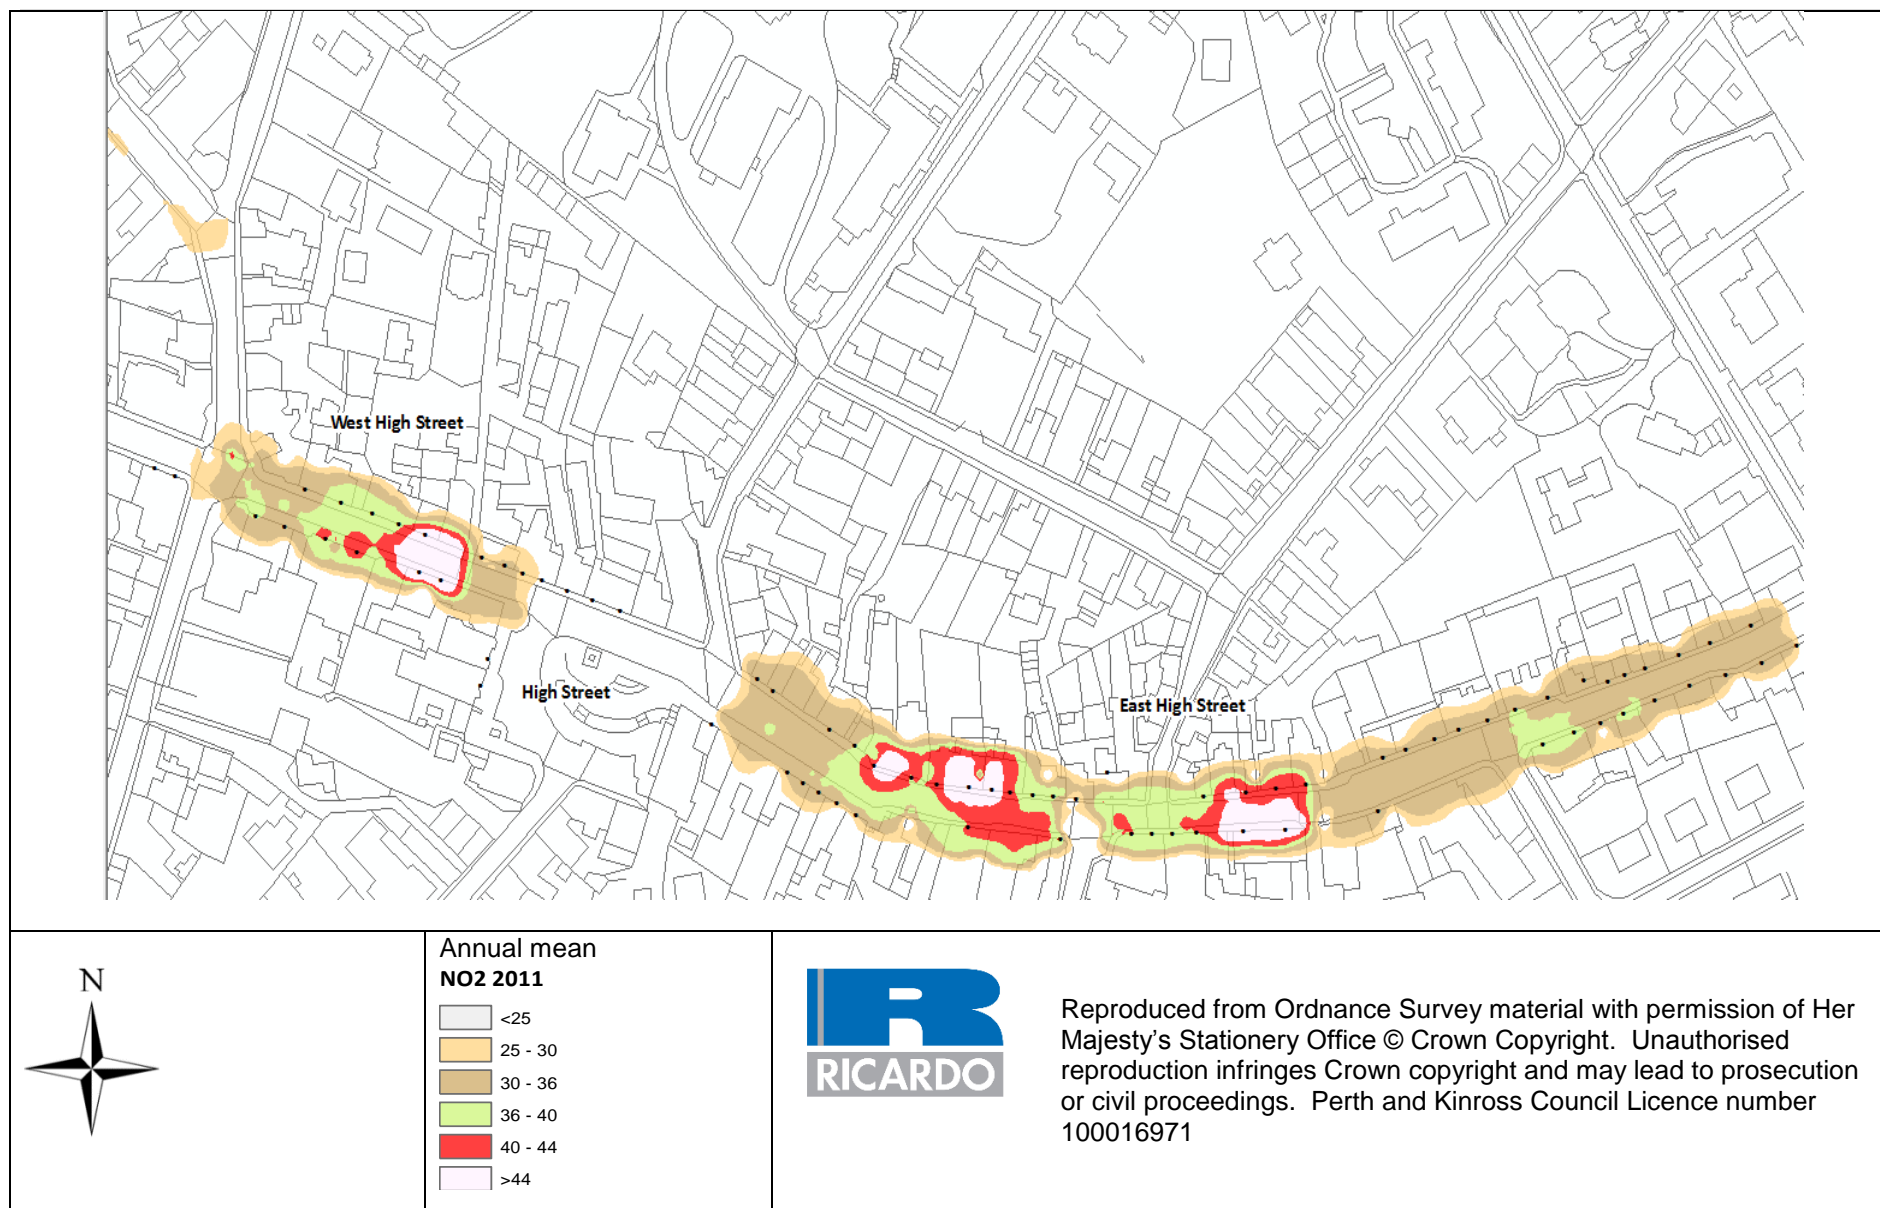 West High Street
High Street
East High Street
N
Annual mean
NO2 2011
<25
25 - 30
30 - 36
36 - 40
40 - 44
>44
R
RICARDO
Reproduced from Ordnance Survey material with permission of Her
Majesty’s Stationery Office © Crown Copyright.  Unauthorised
reproduction infringes Crown copyright and may lead to prosecution
or civil proceedings.  Perth and Kinross Council Licence number
100016971